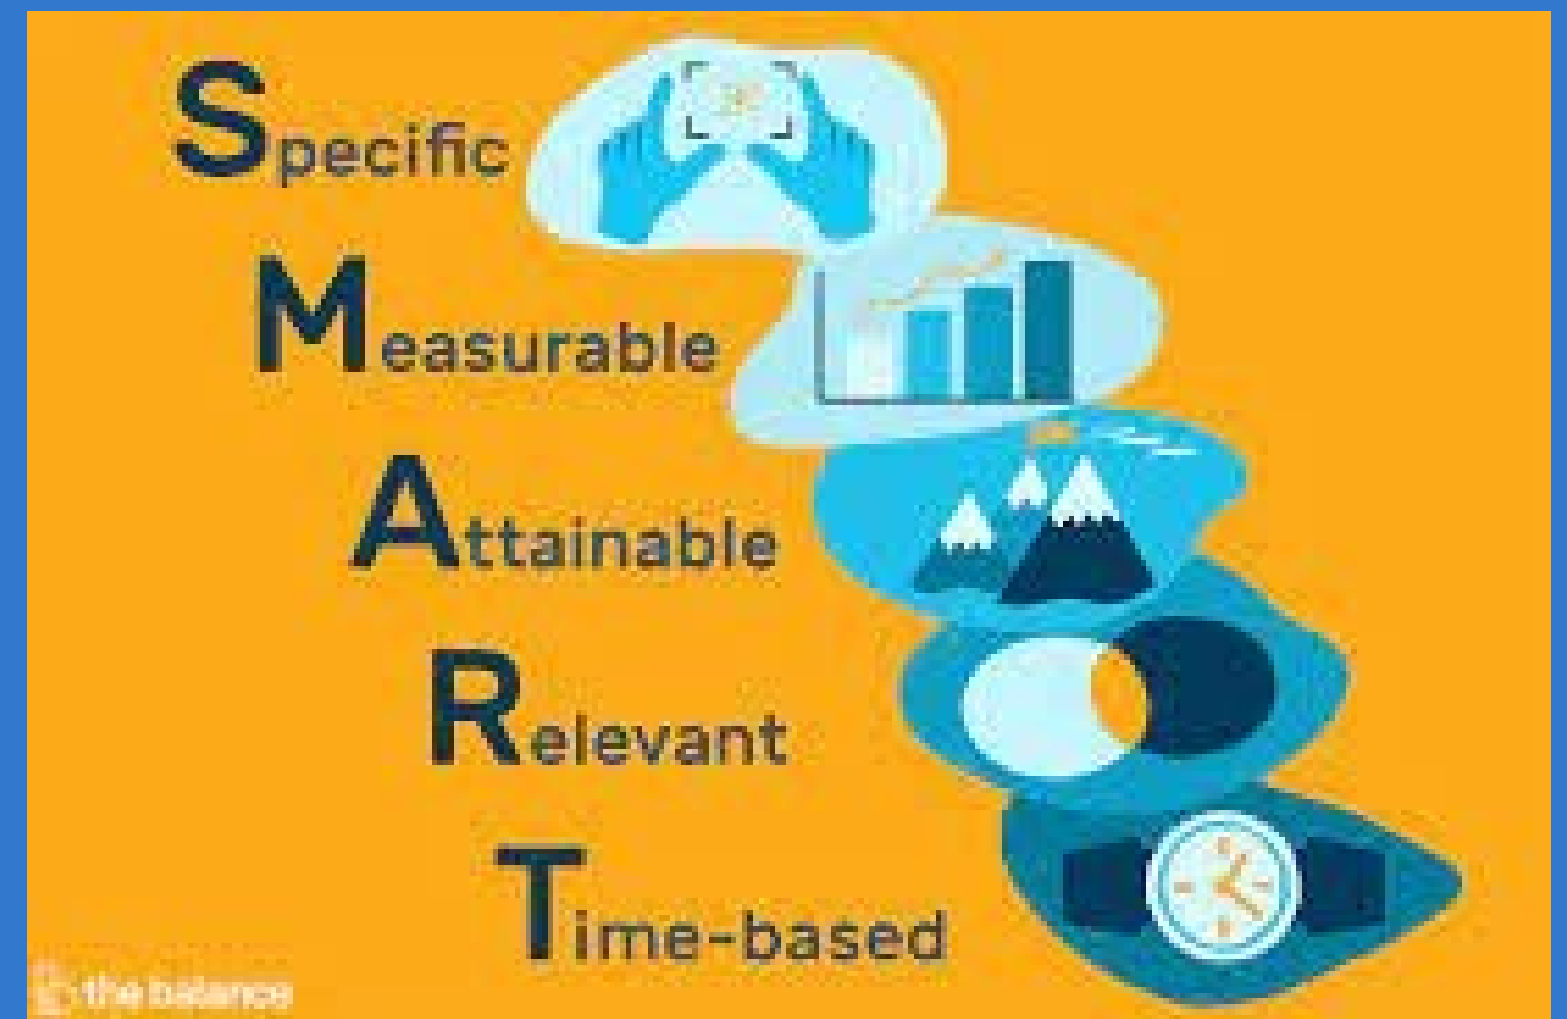 Specific
Measurable
Attainable
Relevant
Time-based
the balance